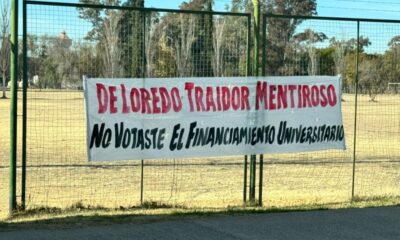 DE LOREDO TRAIDOR MENTIROSO
NO VOTASTE EL FINANCIAMIENTO UNIVERSITARIO